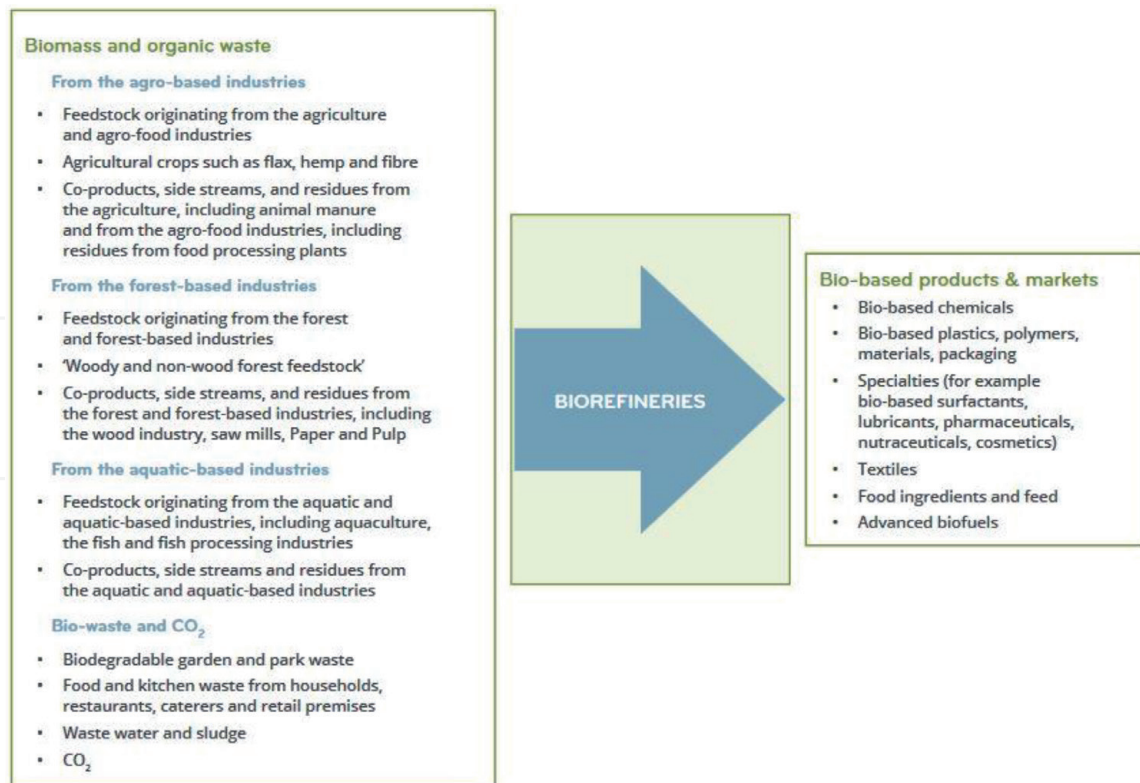 Biomass and organic waste
From the agro-based industries
• Feedstock originating from the agriculture
and agro-food industries
• Agricultural crops such as flax, hemp and fibre
• Co-products, side streams, and residues from
the agriculture, including animal manure
and from the agro-food industries, including
residues from food processing plants
From the forest-based industries
• Feedstock originating from the forest
and forest-based industries
• ‘Woody and non-wood forest feedstock’
• Co-products, side streams, and residues from
the forest and forest-based industries, including
the wood industry, saw mills, Paper and Pulp
From the aquatic-based industries
• Feedstock originating from the aquatic and
aquatic-based industries, including aquaculture,
the fish and fish processing industries
• Co-products, side streams and residues from
the aquatic and aquatic-based industries
Bio-waste and CO₂
• Biodegradable garden and park waste
• Food and kitchen waste from households,
restaurants, caterers and retail premises
• Waste water and sludge
• CO₂
BIOREFINERIES
Bio-based products & markets
• Bio-based chemicals
• Bio-based plastics, polymers,
materials, packaging
• Specialties (for example
bio-based surfactants,
lubricants, pharmaceuticals,
nutraceuticals, cosmetics)
• Textiles
• Food ingredients and feed
• Advanced biofuels